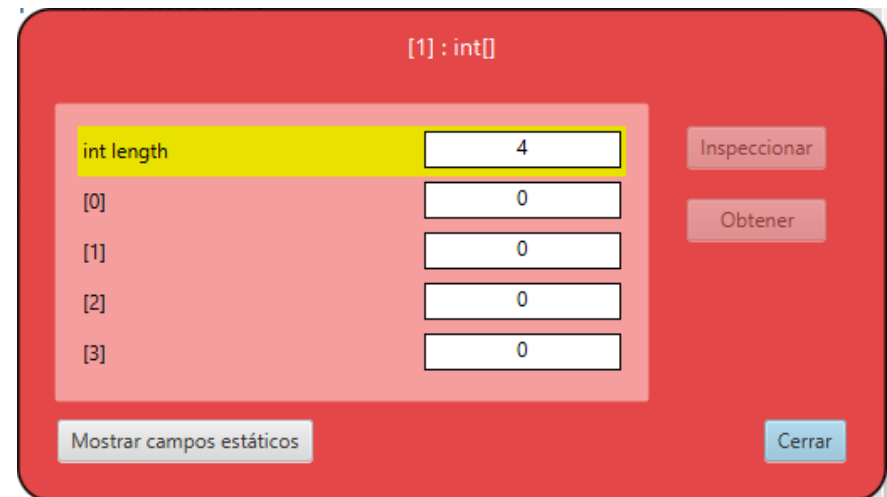 [1] : int[]
int length 4
Inspeccionar
[0] 0
Obtener
[1] 0
[2] 0
[3] 0
Mostrar campos estáticos
Cerrar